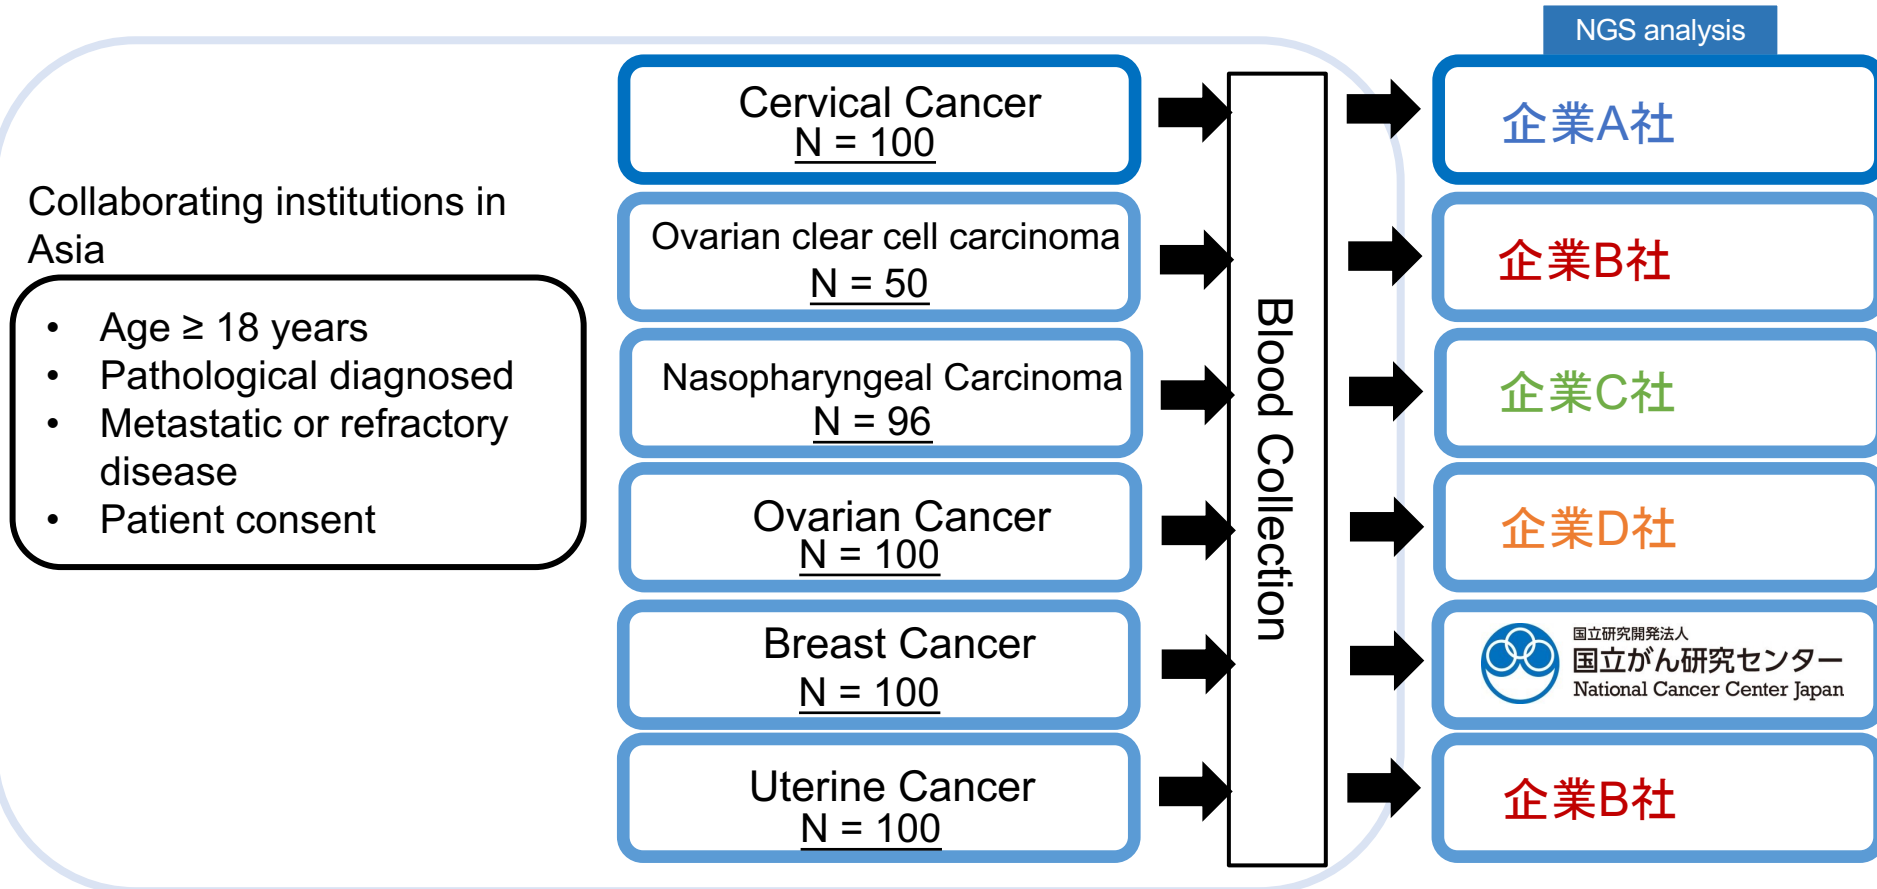 NGS analysis
Collaborating institutions in
Asia
• Age ≥ 18 years
• Pathological diagnosed
• Metastatic or refractory
disease
• Patient consent
Cervical Cancer
N = 100
Ovarian clear cell carcinoma
N = 50
Nasopharyngeal Carcinoma
N = 96
Ovarian Cancer
N = 100
Breast Cancer
N = 100
Uterine Cancer
N = 100
Blood Collection
企業A社
企業B社
企業C社
企業D社
国立研究開発法人
国立がん研究センター
National Cancer Center Japan
企業B社